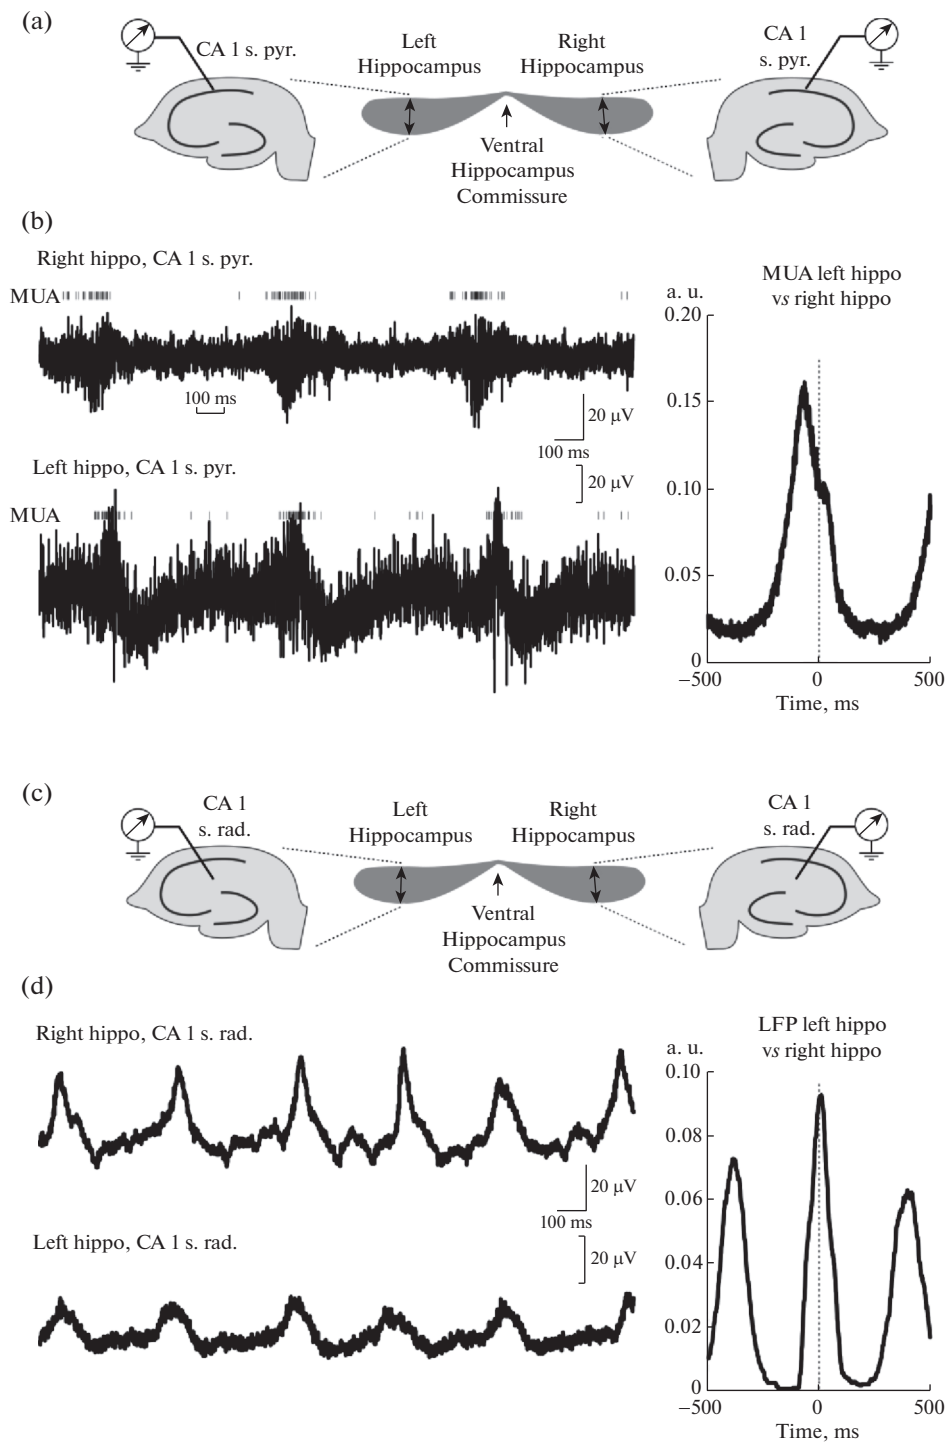 (a)
CA 1 s. pyr.
Left
Hippocampus
Right
Hippocampus
CA 1
s. pyr.
Ventral
Hippocampus
Commissure
(b)
Right hippo, CA 1 s. pyr.
MUA
100 ms
20 μV
100 ms
Left hippo, CA 1 s. pyr.
20 μV
MUA
MUA left hippo
vs right hippo
a. u.
0.20
0.15
0.10
0.05
0
−500
0
500
Time, ms
(c)
CA 1
s. rad.
Left
Hippocampus
Right
Hippocampus
CA 1
s. rad.
Ventral
Hippocampus
Commissure
(d)
Right hippo, CA 1 s. rad.
20 μV
100 ms
Left hippo, CA 1 s. rad.
20 μV
LFP left hippo
vs right hippo
a. u.
0.10
0.08
0.06
0.04
0.02
0
−500
0
500
Time, ms